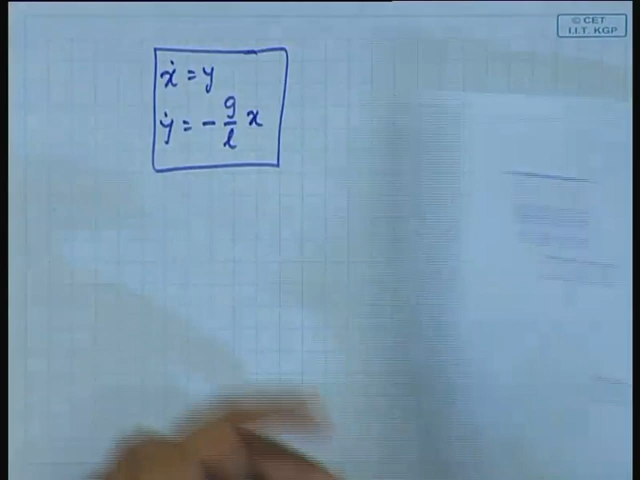 © CET
I.I.T. KGP
ẋ = y
ẏ = - g/l x